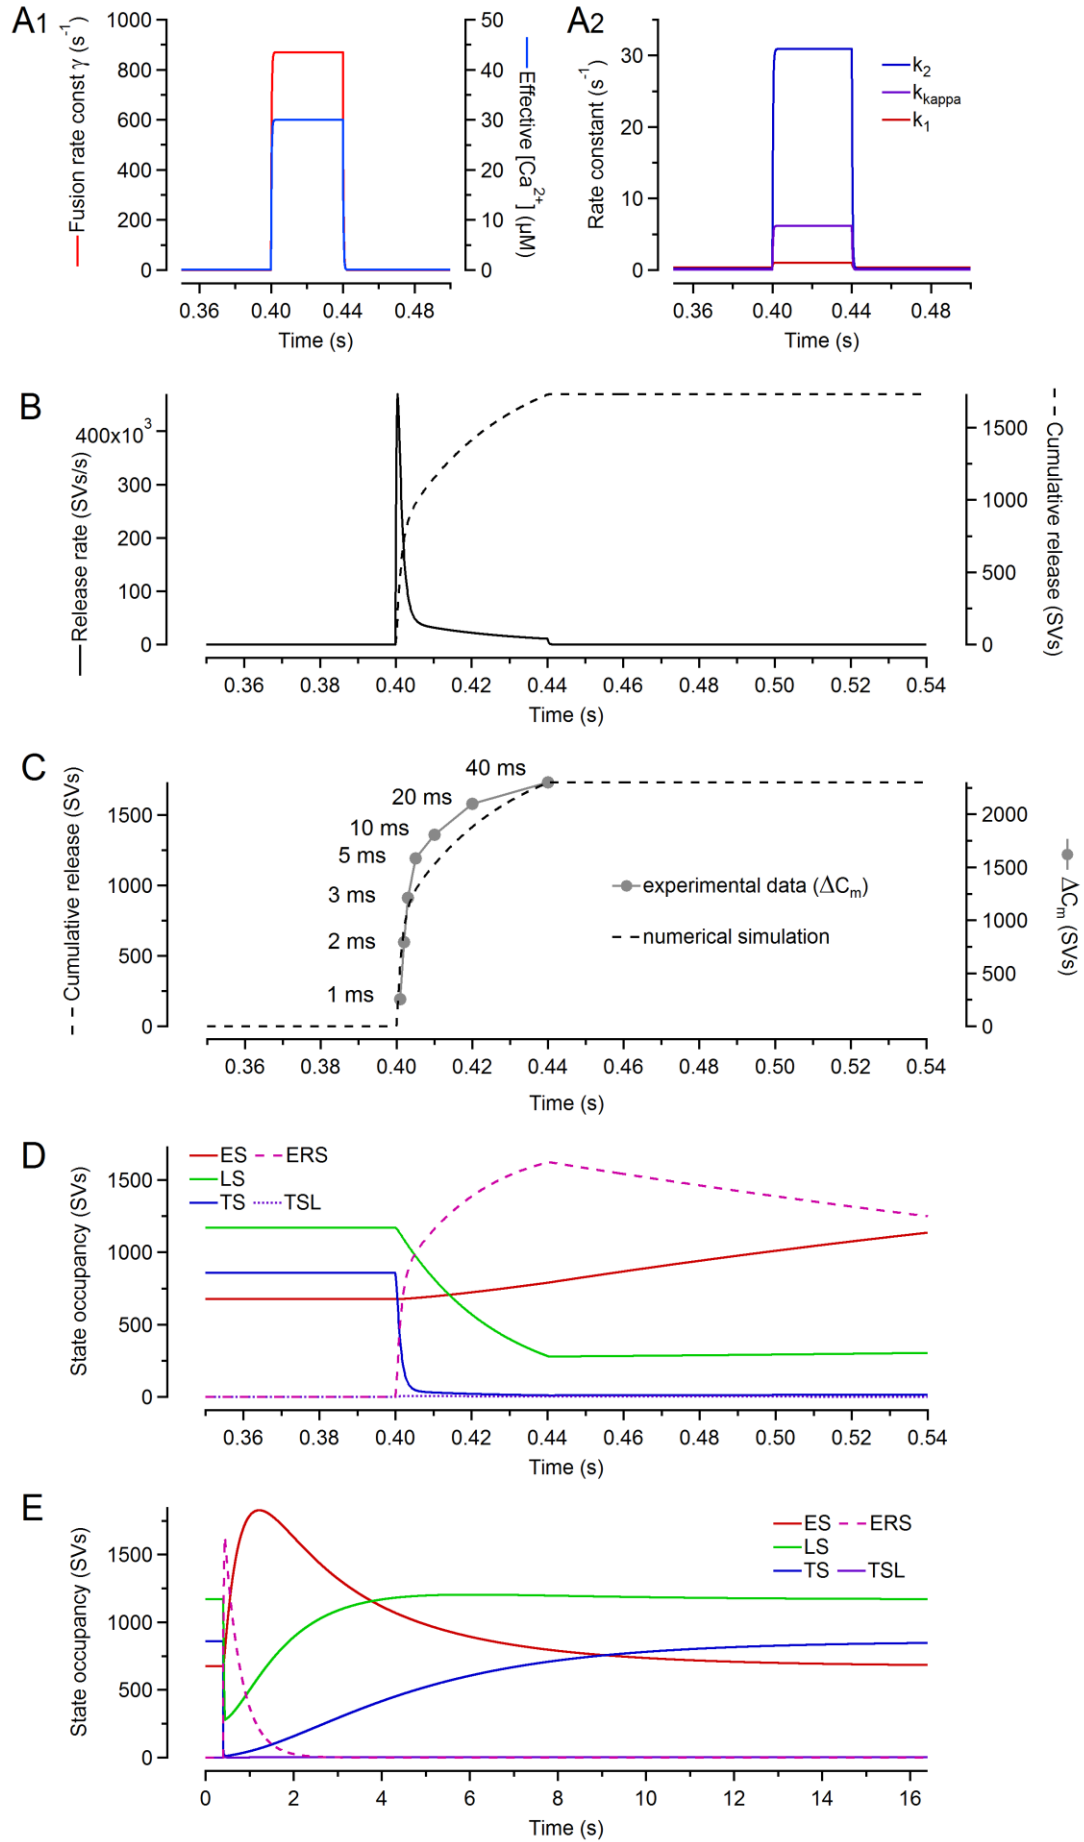 A1
Fusion rate const γ (s⁻¹)
1000
800
600
400
200
0
50
40
30
20
10
0
Effective [Ca²⁺] (µM)
0.36 0.40 0.44 0.48
Time (s)
A2
Rate constant (s⁻¹)
30
20
10
0
k₂
k_kappa
k₁
0.36 0.40 0.44 0.48
Time (s)
B
Release rate (SVs/s)
400x10³
300
200
100
0
1500
1000
500
0
Cumulative release (SVs)
0.36 0.38 0.40 0.42 0.44 0.46 0.48 0.50 0.52 0.54
Time (s)
C
Cumulative release (SVs)
1500
1000
500
0
40 ms
20 ms
10 ms
5 ms
3 ms
2 ms
1 ms
experimental data (ΔCₘ)
numerical simulation
2000
1500
1000
500
0
ΔCₘ (SVs)
0.36 0.38 0.40 0.42 0.44 0.46 0.48 0.50 0.52 0.54
Time (s)
D
State occupancy (SVs)
ES ERS
LS
TS TSL
1500
1000
500
0
0.36 0.38 0.40 0.42 0.44 0.46 0.48 0.50 0.52 0.54
Time (s)
E
State occupancy (SVs)
1500
1000
500
0
ES ERS
LS
TS TSL
0 2 4 6 8 10 12 14 16
Time (s)